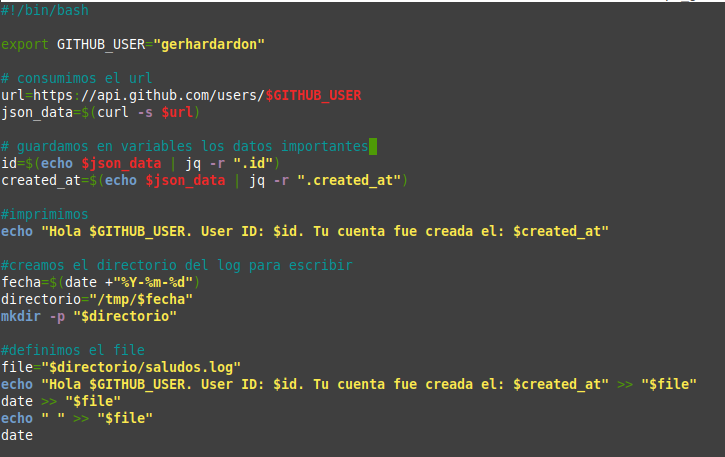 #!/bin/bash
export GITHUB_USER="gerhardardon"
# consumimos el url
url=https://api.github.com/users/$GITHUB_USER
json_data=$(curl -s $url)
# guardamos en variables los datos importantes
id=$(echo $json_data | jq -r ".id")
created_at=$(echo $json_data | jq -r ".created_at")
#imprimimos
echo "Hola $GITHUB_USER. User ID: $id. Tu cuenta fue creada el: $created_at"
#creamos el directorio del log para escribir
fecha=$(date +"%Y-%m-%d")
directorio="/tmp/$fecha"
mkdir -p "$directorio"
#definimos el file
file="$directorio/saludos.log"
echo "Hola $GITHUB_USER. User ID: $id. Tu cuenta fue creada el: $created_at" >> "$file"
date >> "$file"
echo " " >> "$file"
date